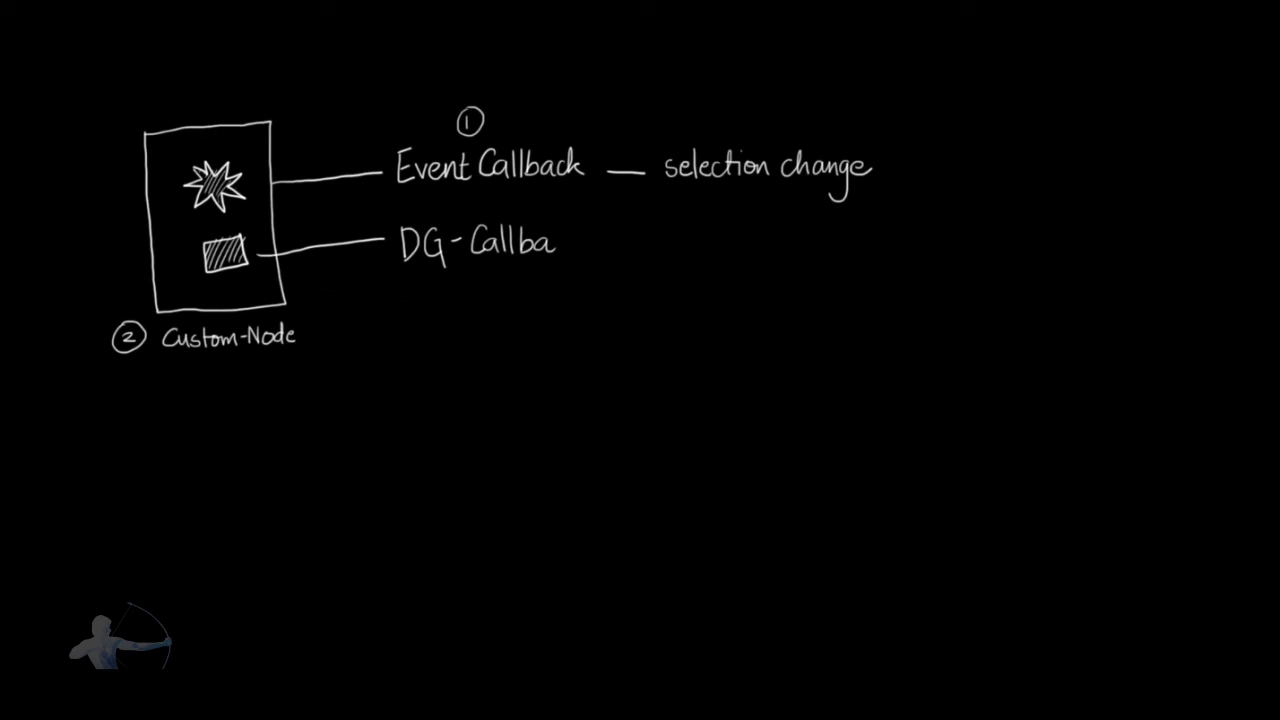 ①
Event Callback — selection change
DG-Callba
② Custom-Node